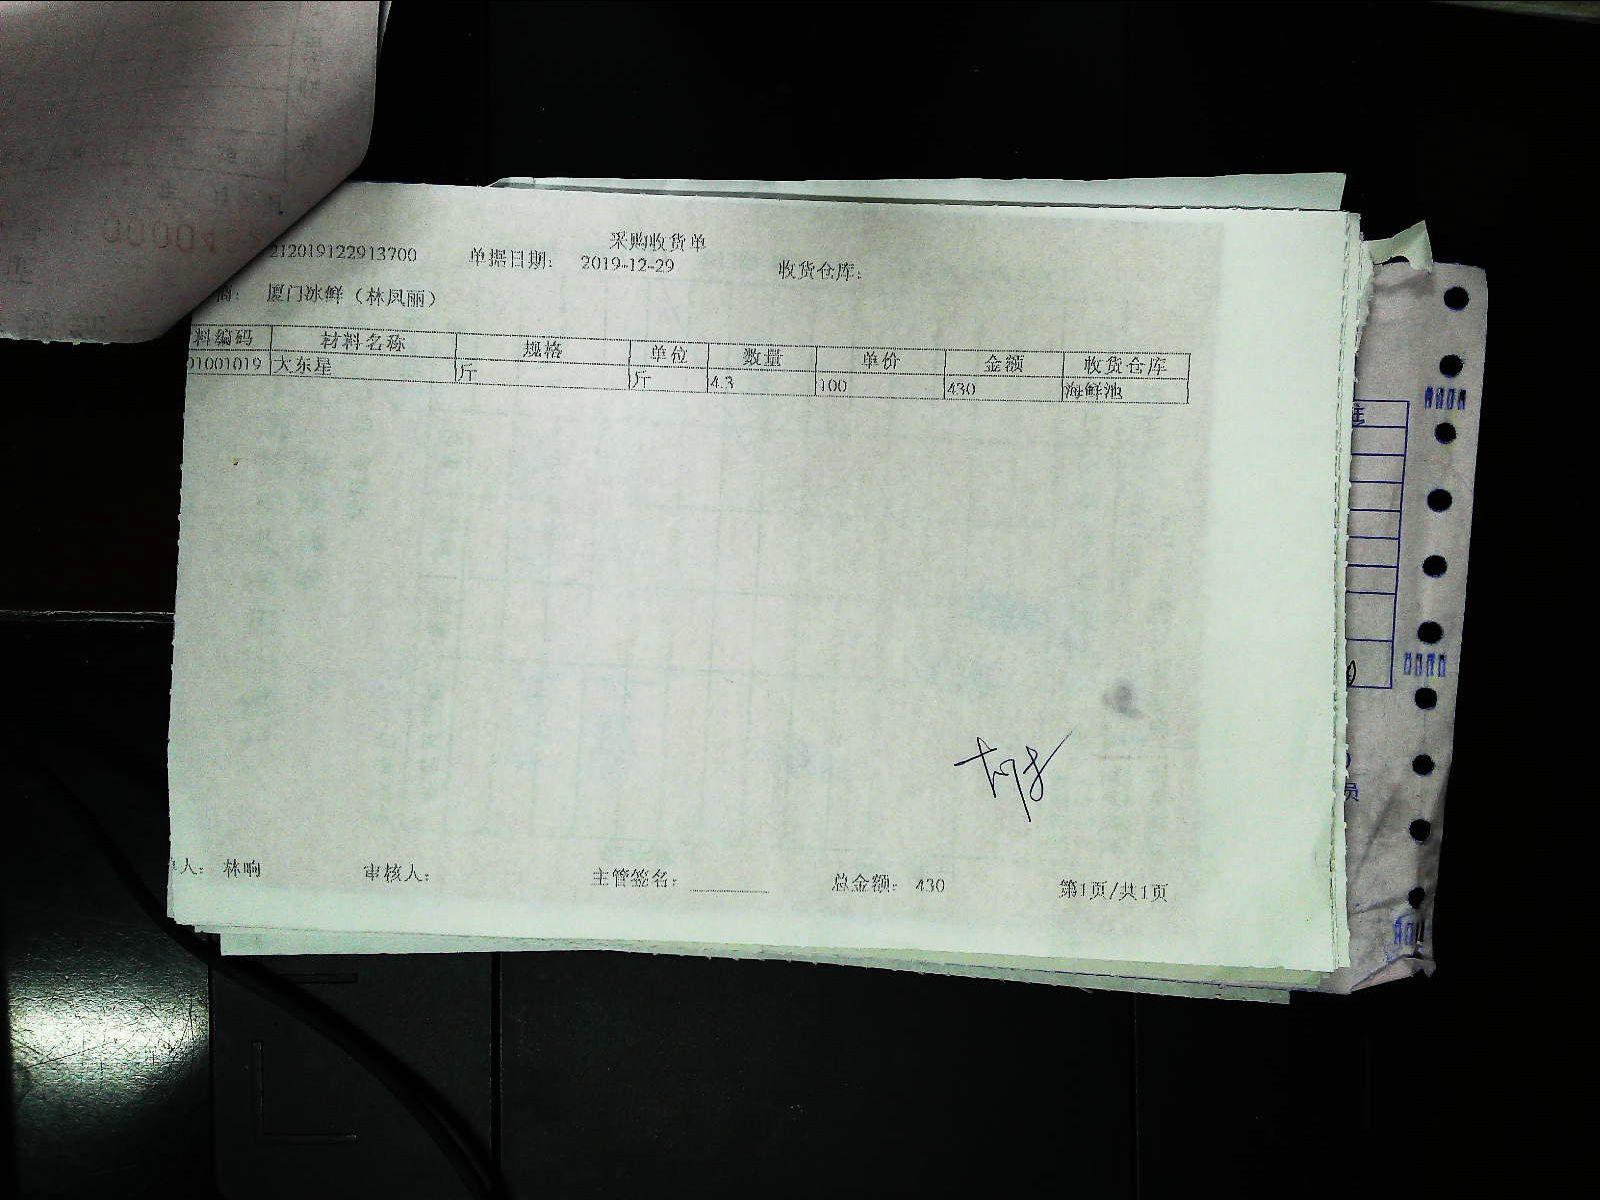 采购收货单
212019122913700 单据日期: 2019-12-29 收货仓库:
商: 厦门冰鲜（林凤丽）
料编码 材料名称 规格 单位 数量 单价 金额 收货仓库
01001019 大东星 斤 斤 4.3 100 430 海鲜池
人: 林响 审核人: 主管签名: 总金额: 430 第1页/共1页
员